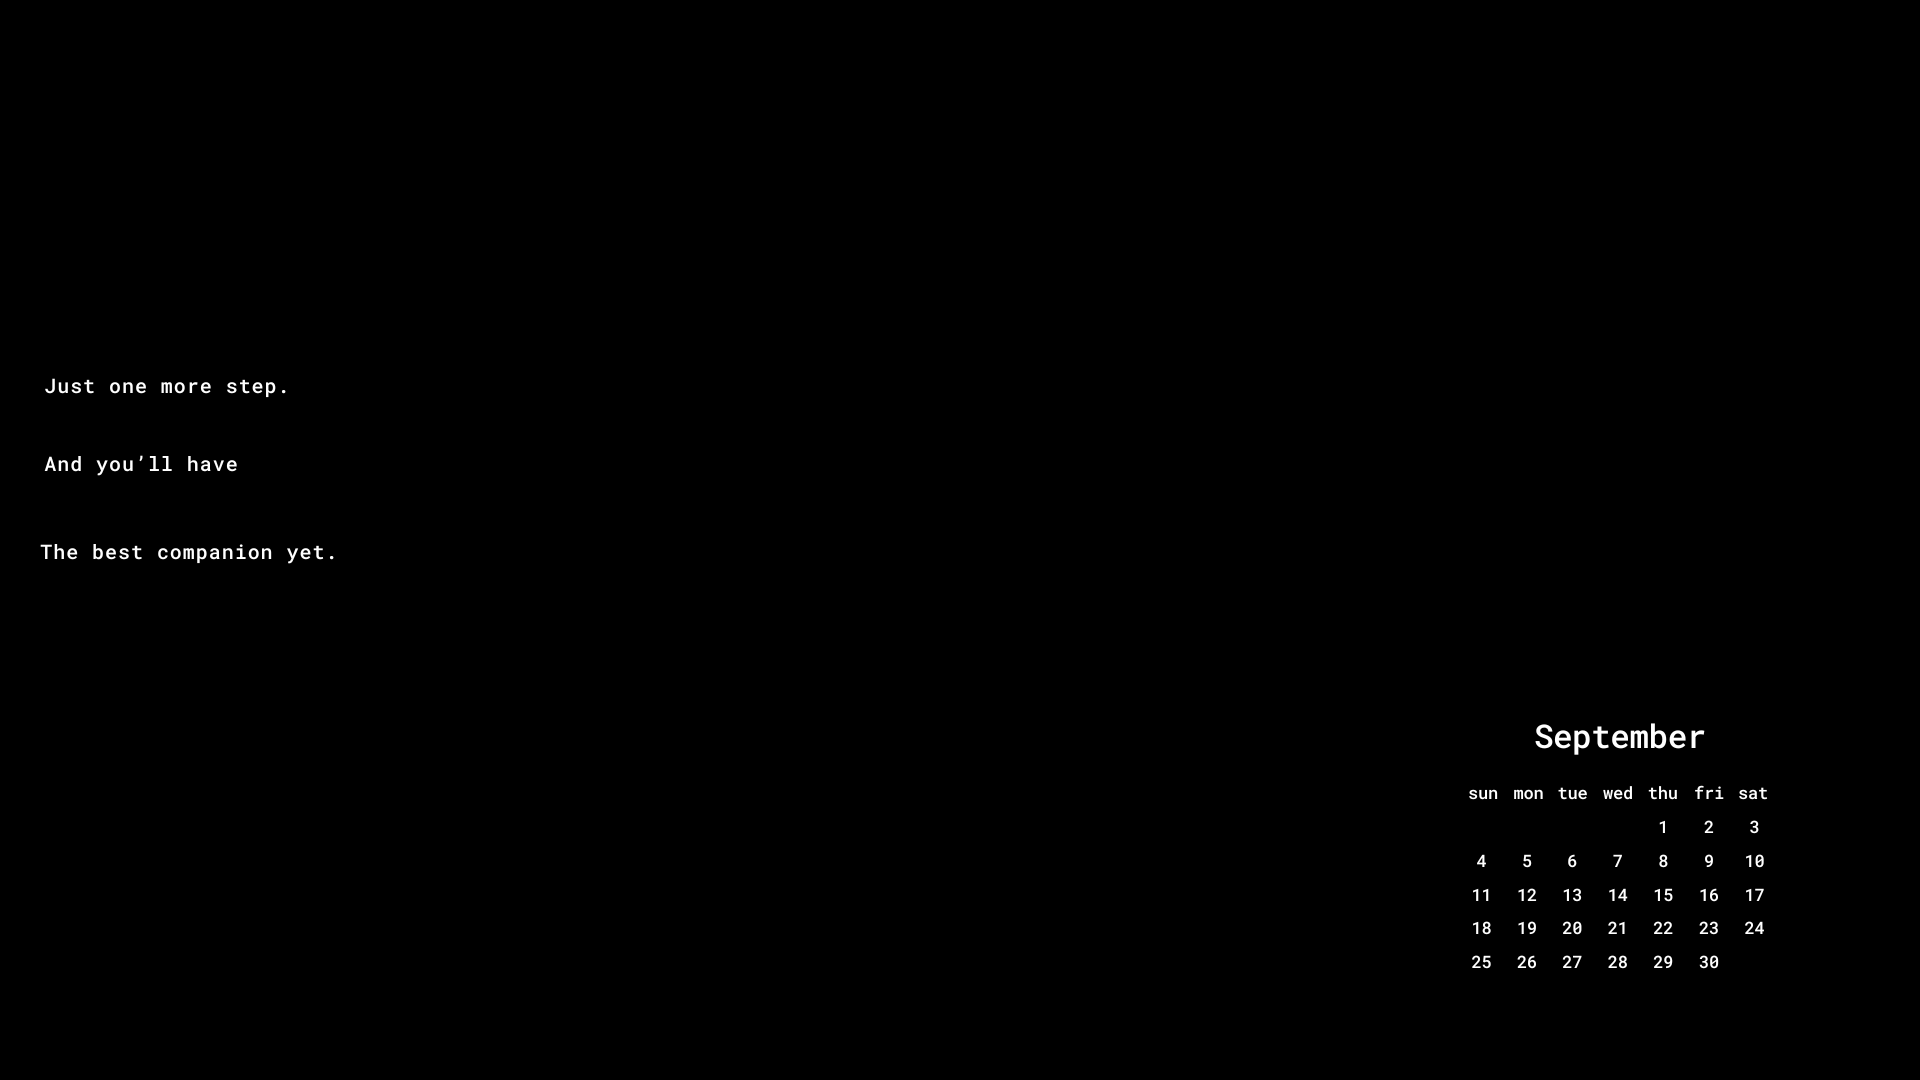 Just one more step.
And you’ll have
The best companion yet.
September
sun mon tue wed thu fri sat
1 2 3
4 5 6 7 8 9 10
11 12 13 14 15 16 17
18 19 20 21 22 23 24
25 26 27 28 29 30